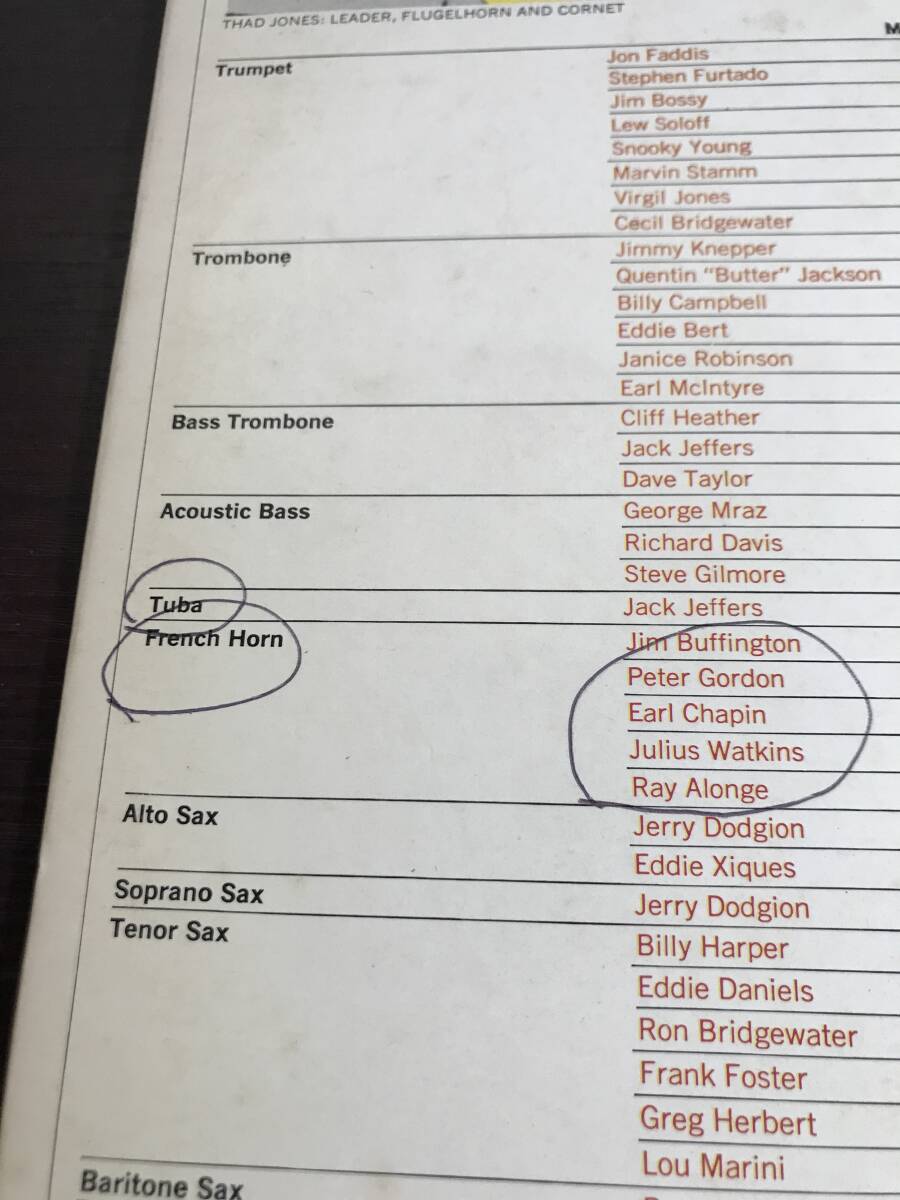 THAD JONES: LEADER, FLUGELHORN AND CORNET
Trumpet Jon Faddis
Stephen Furtado
Jim Bossy
Lew Soloff
Snooky Young
Marvin Stamm
Virgil Jones
Cecil Bridgewater
Trombone Jimmy Knepper
Quentin “Butter” Jackson
Billy Campbell
Eddie Bert
Janice Robinson
Earl McIntyre
Bass Trombone Cliff Heather
Jack Jeffers
Dave Taylor
Acoustic Bass George Mraz
Richard Davis
Steve Gilmore
Tuba Jack Jeffers
French Horn Jim Buffington
Peter Gordon
Earl Chapin
Julius Watkins
Ray Alonge
Alto Sax Jerry Dodgion
Eddie Xiques
Soprano Sax Jerry Dodgion
Tenor Sax Billy Harper
Eddie Daniels
Ron Bridgewater
Frank Foster
Greg Herbert
Lou Marini
Baritone Sax